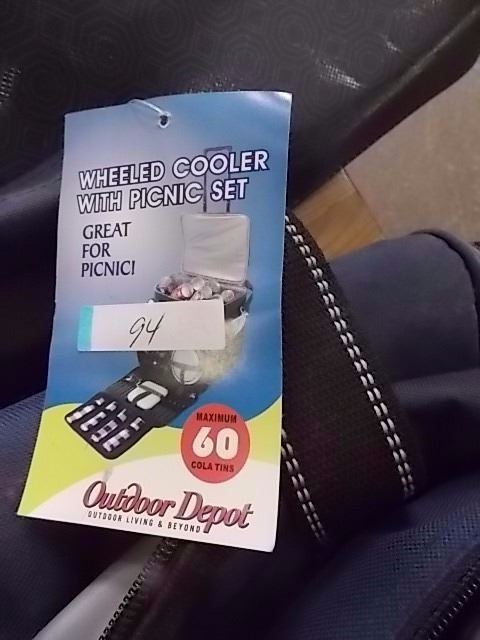 WHEELED COOLER
WITH PICNIC SET
GREAT
FOR
PICNIC!
94
MAXIMUM
60
COLA TINS
Outdoor Depot
OUTDOOR LIVING & BEYOND